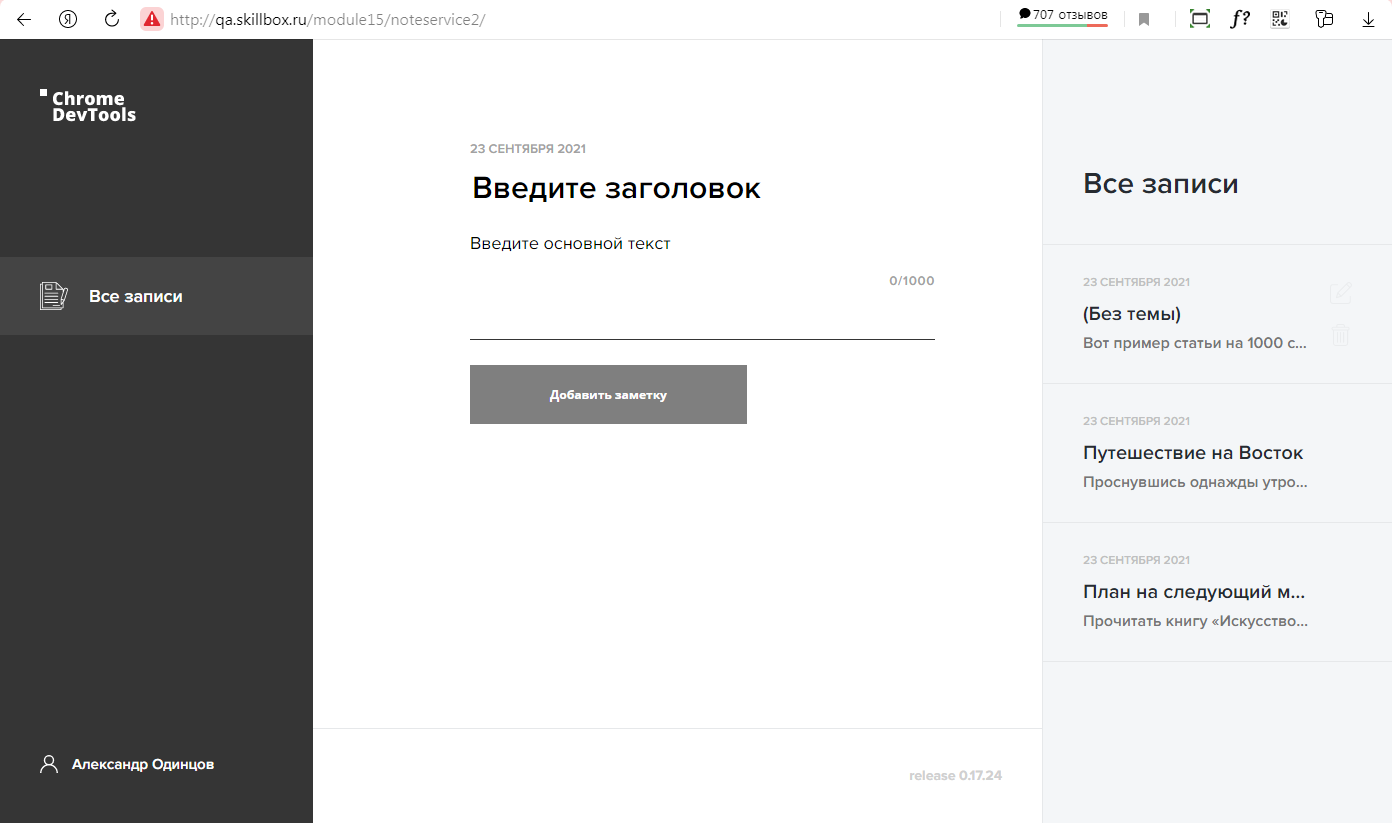 http://qa.skillbox.ru/module15/noteservice2/
707 отзывов
Chrome
DevTools
Все записи
Александр Одинцов
23 СЕНТЯБРЯ 2021
Введите заголовок
Введите основной текст
0/1000
Добавить заметку
release 0.17.24
Все записи
23 СЕНТЯБРЯ 2021
(Без темы)
Вот пример статьи на 1000 с...
23 СЕНТЯБРЯ 2021
Путешествие на Восток
Проснувшись однажды утро...
23 СЕНТЯБРЯ 2021
План на следующий м...
Прочитать книгу «Искусство...